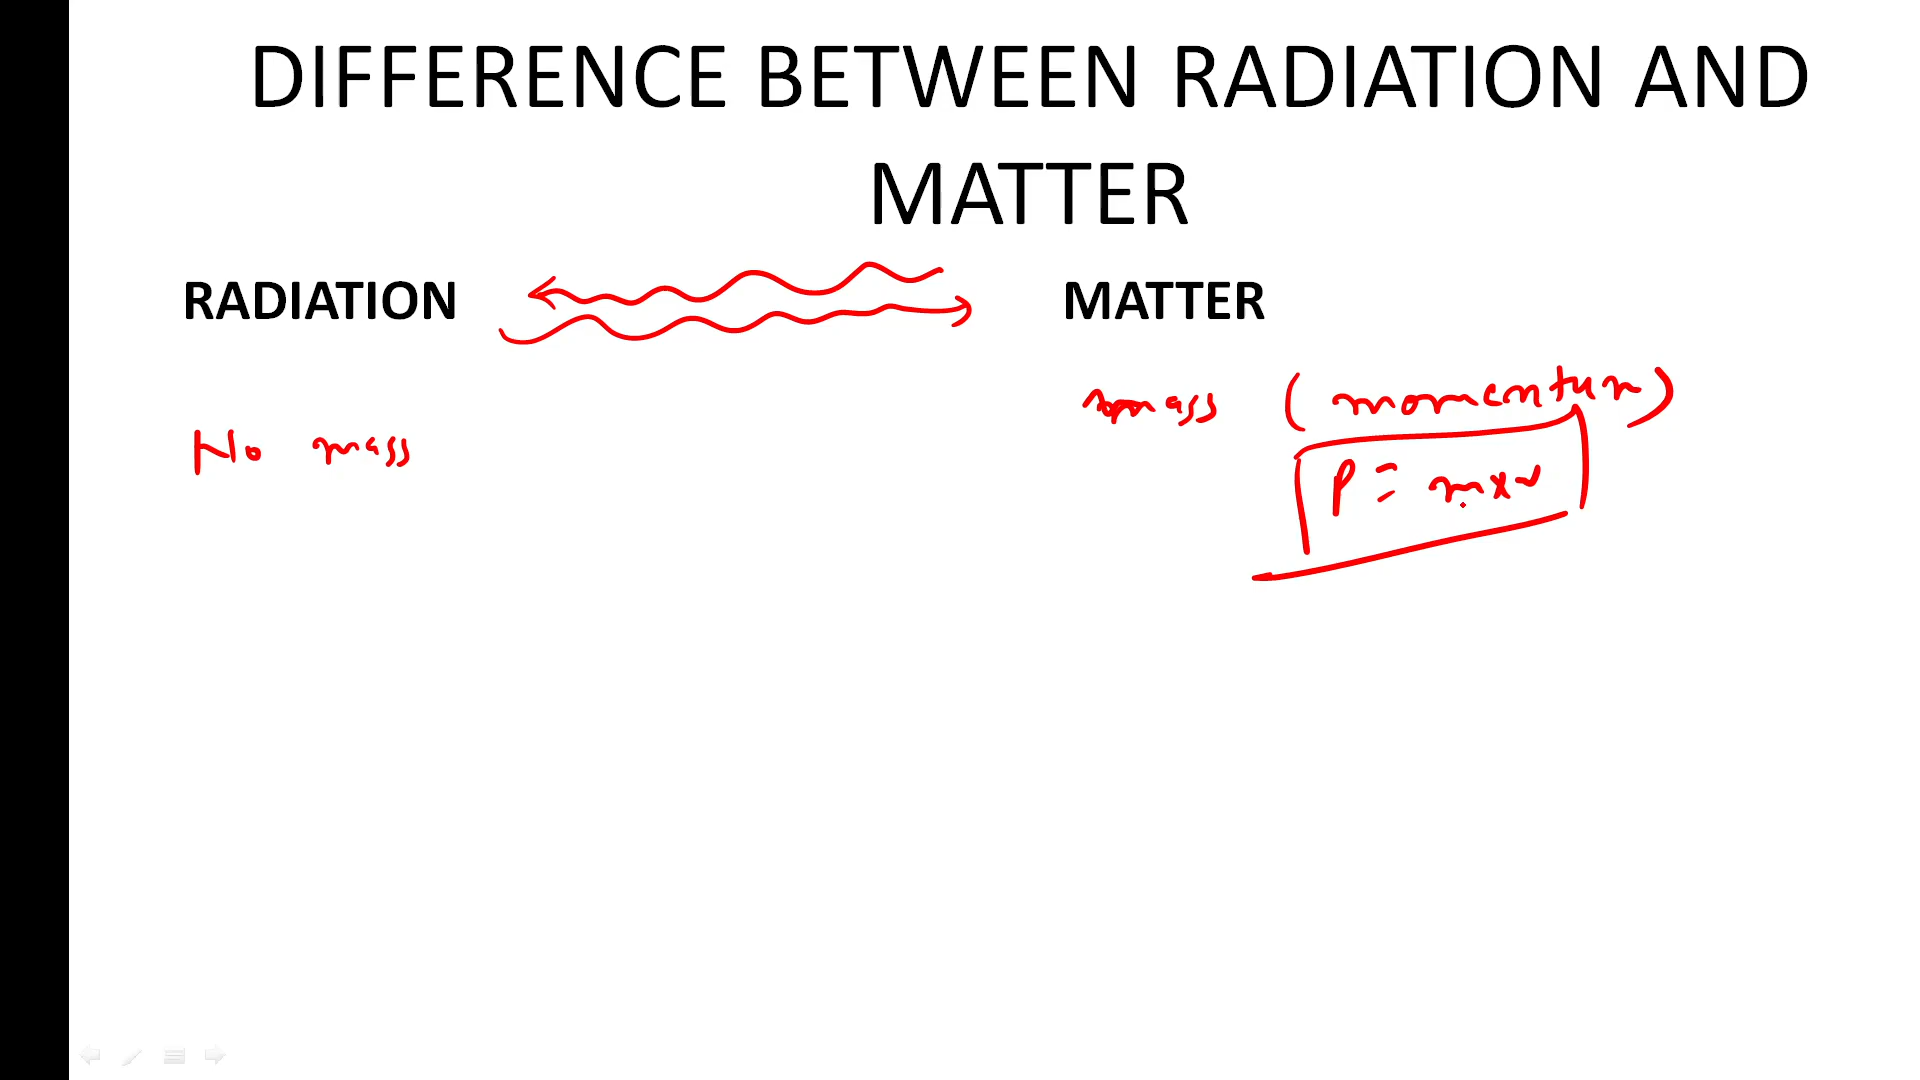 DIFFERENCE BETWEEN RADIATION AND
MATTER
RADIATION
MATTER
No mass
mass (momentum)
P = m×v